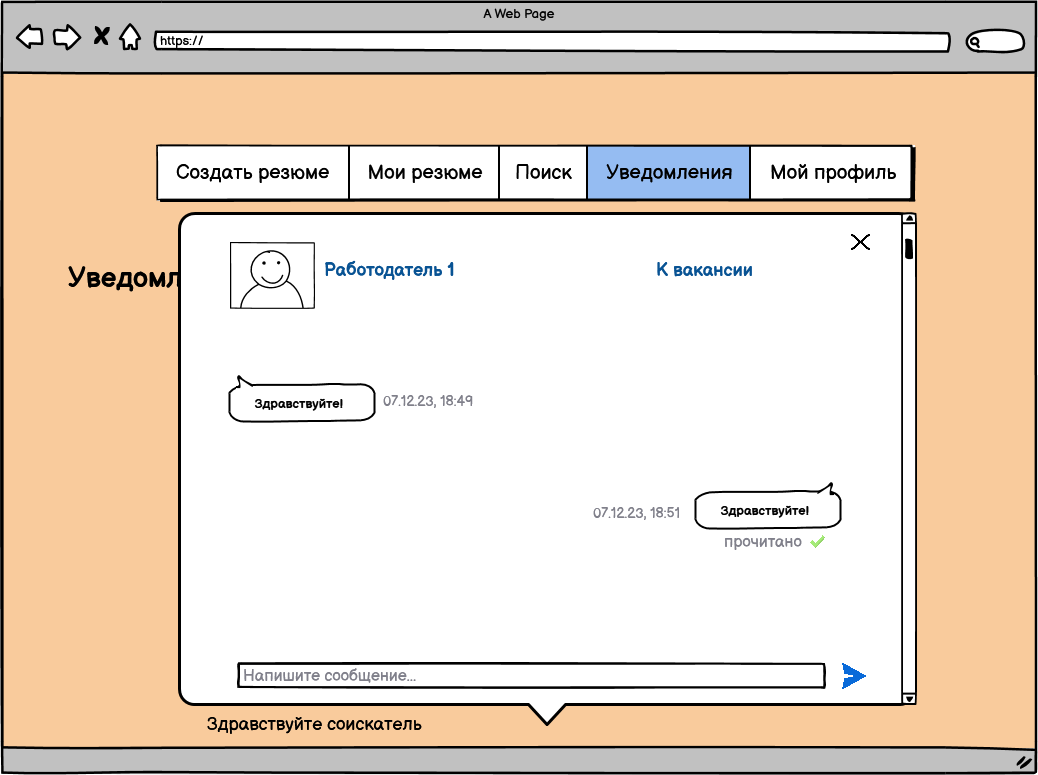 A Web Page
https://
Создать резюме Мои резюме Поиск Уведомления Мой профиль
Работодатель 1 К вакансии
Уведомл
Здравствуйте! 07.12.23, 18:49
07.12.23, 18:51 Здравствуйте!
прочитано
Напишите сообщение...
Здравствуйте соискатель